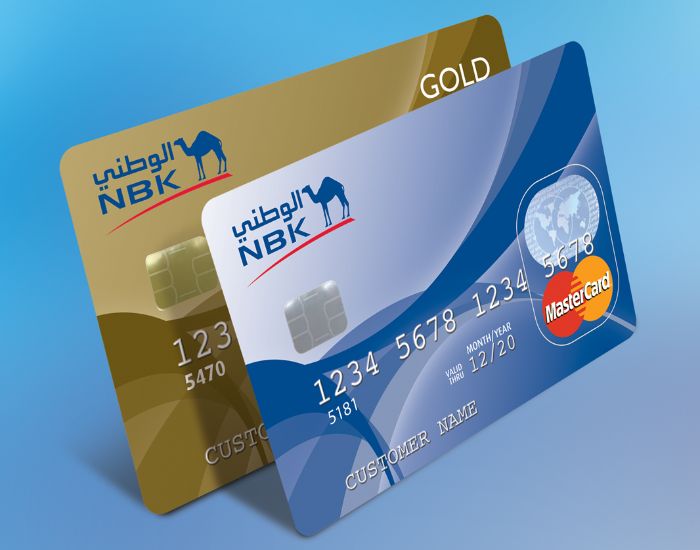 GOLD
الوطني
NBK
123
5470
CUSTO
الوطني
NBK
1234 5678 1234 5678
5181
MONTH/YEAR
VALID THRU 12/20
CUSTOMER NAME
MasterCard